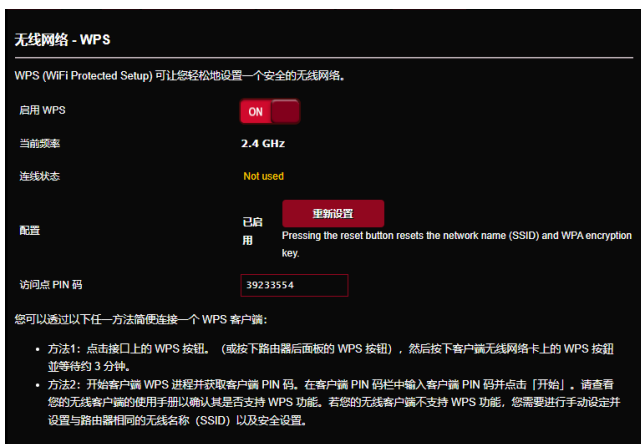 无线网络 - WPS
WPS (WiFi Protected Setup) 可让您轻松地设置一个安全的无线网络。
启用 WPS
ON
当前频率
2.4 GHz
连线状态
Not used
配置
已启
用
重新设置
Pressing the reset button resets the network name (SSID) and WPA encryption
key.
访问点 PIN 码
39233554
您可以透过以下任一方法简便连接一个 WPS 客户端：
• 方法1：点击接口上的 WPS 按钮。（或按下路由器后面板的 WPS 按钮），然后按下客户端无线网络卡上的 WPS 按鈕
並等待约 3 分钟。
• 方法2：开始客户端 WPS 进程并获取客户端 PIN 码。在客户端 PIN 码栏中输入客户端 PIN 码并点击「开始」. 请查看
您的无线客户端的使用手册以确认其是否支持 WPS 功能。若您的无线客户端不支持 WPS 功能，您需要进行手动设定并
设置与路由器相同的无线名称（SSID）以及安全设置。